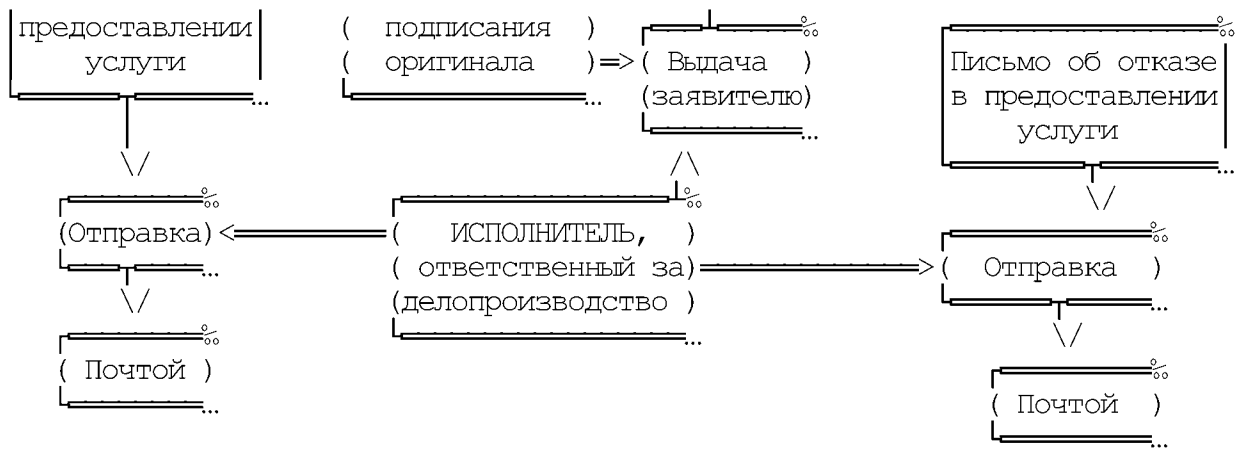 предоставлении
услуги
( подписания )
( оригинала )=>
( Выдача )
(заявителю)
Письмо об отказе
в предоставлении
услуги
(Отправка)<=
( ИСПОЛНИТЕЛЬ, )
( ответственный за)
(делопроизводство )
=>( Отправка )
( Почтой )
( Почтой )